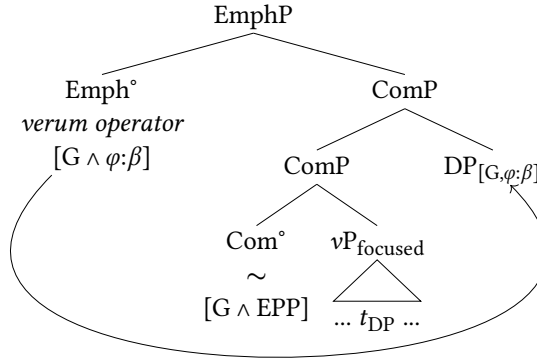 EmphP
Emph° ComP
verum operator
[G ∧ φ:β] ComP DP[G,φ:β]
Com° vPfocused
∼
[G ∧ EPP] ... tDP ...